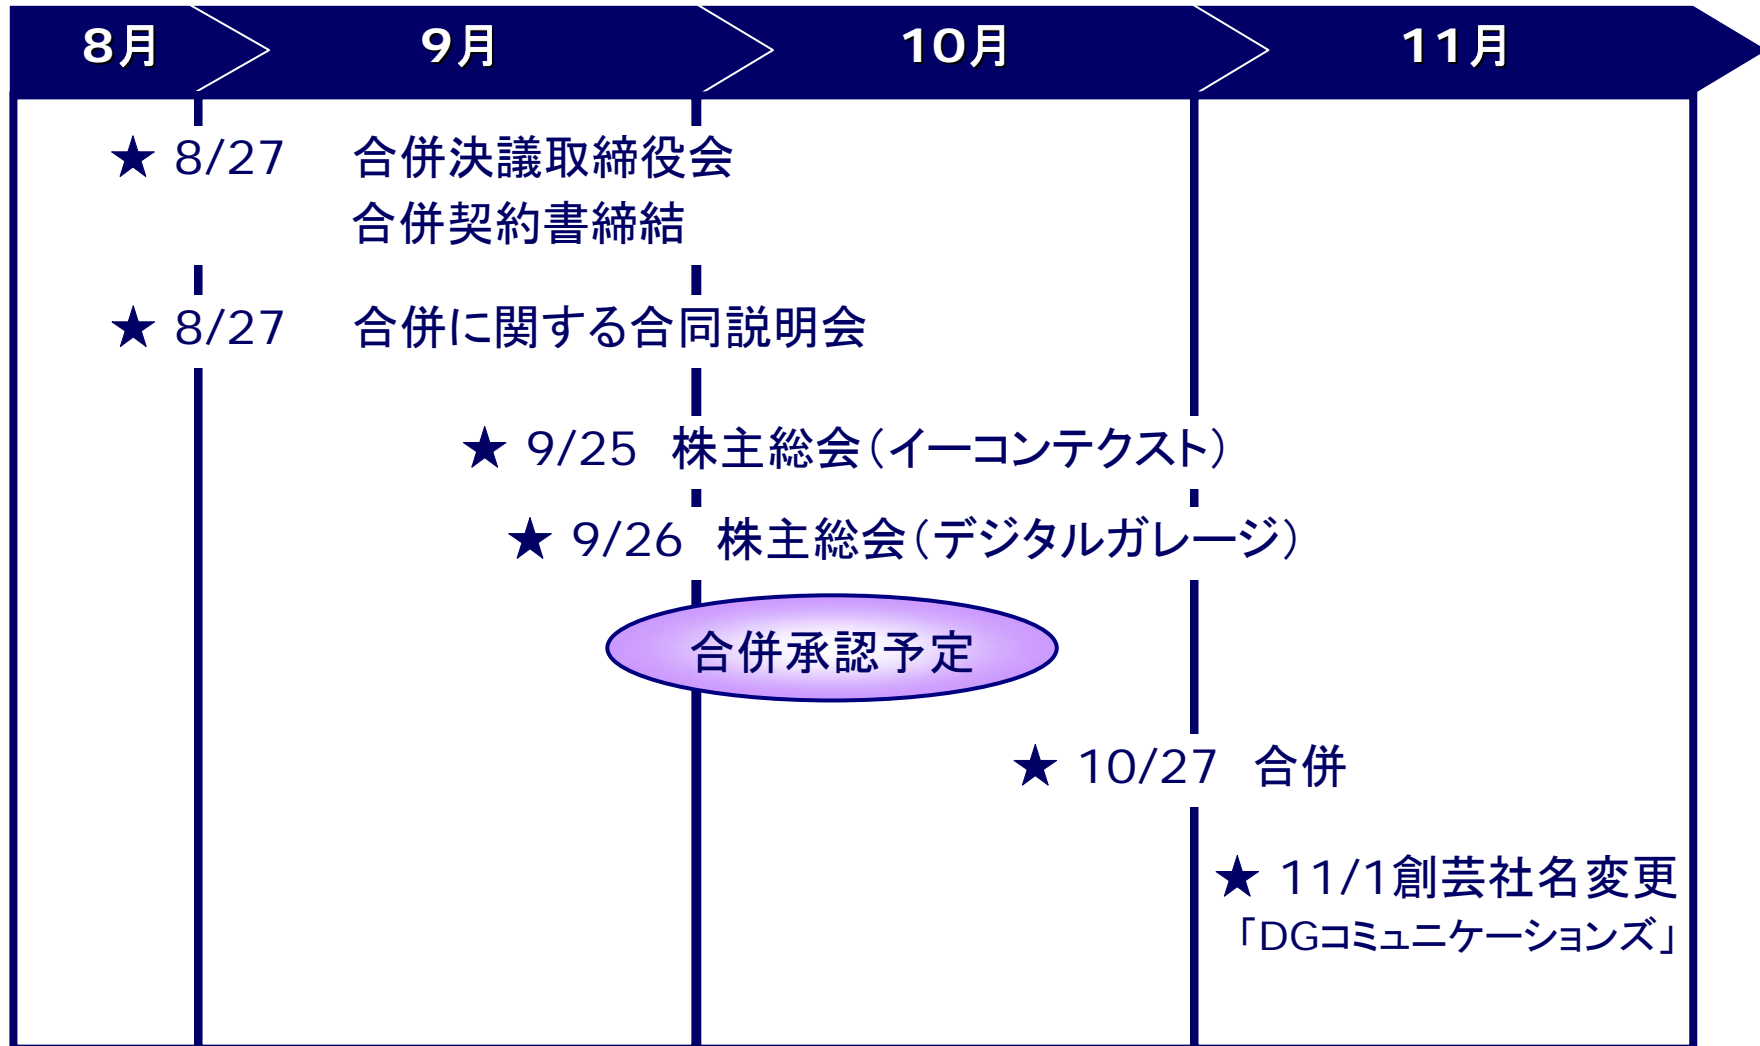 8月 9月 10月 11月
★ 8/27 合併決議取締役会
合併契約書締結
★ 8/27 合併に関する合同説明会
★ 9/25 株主総会（イーコンテクスト）
★ 9/26 株主総会（デジタルガレージ）
合併承認予定
★ 10/27 合併
★ 11/1創芸社名変更
「DGコミュニケーションズ」